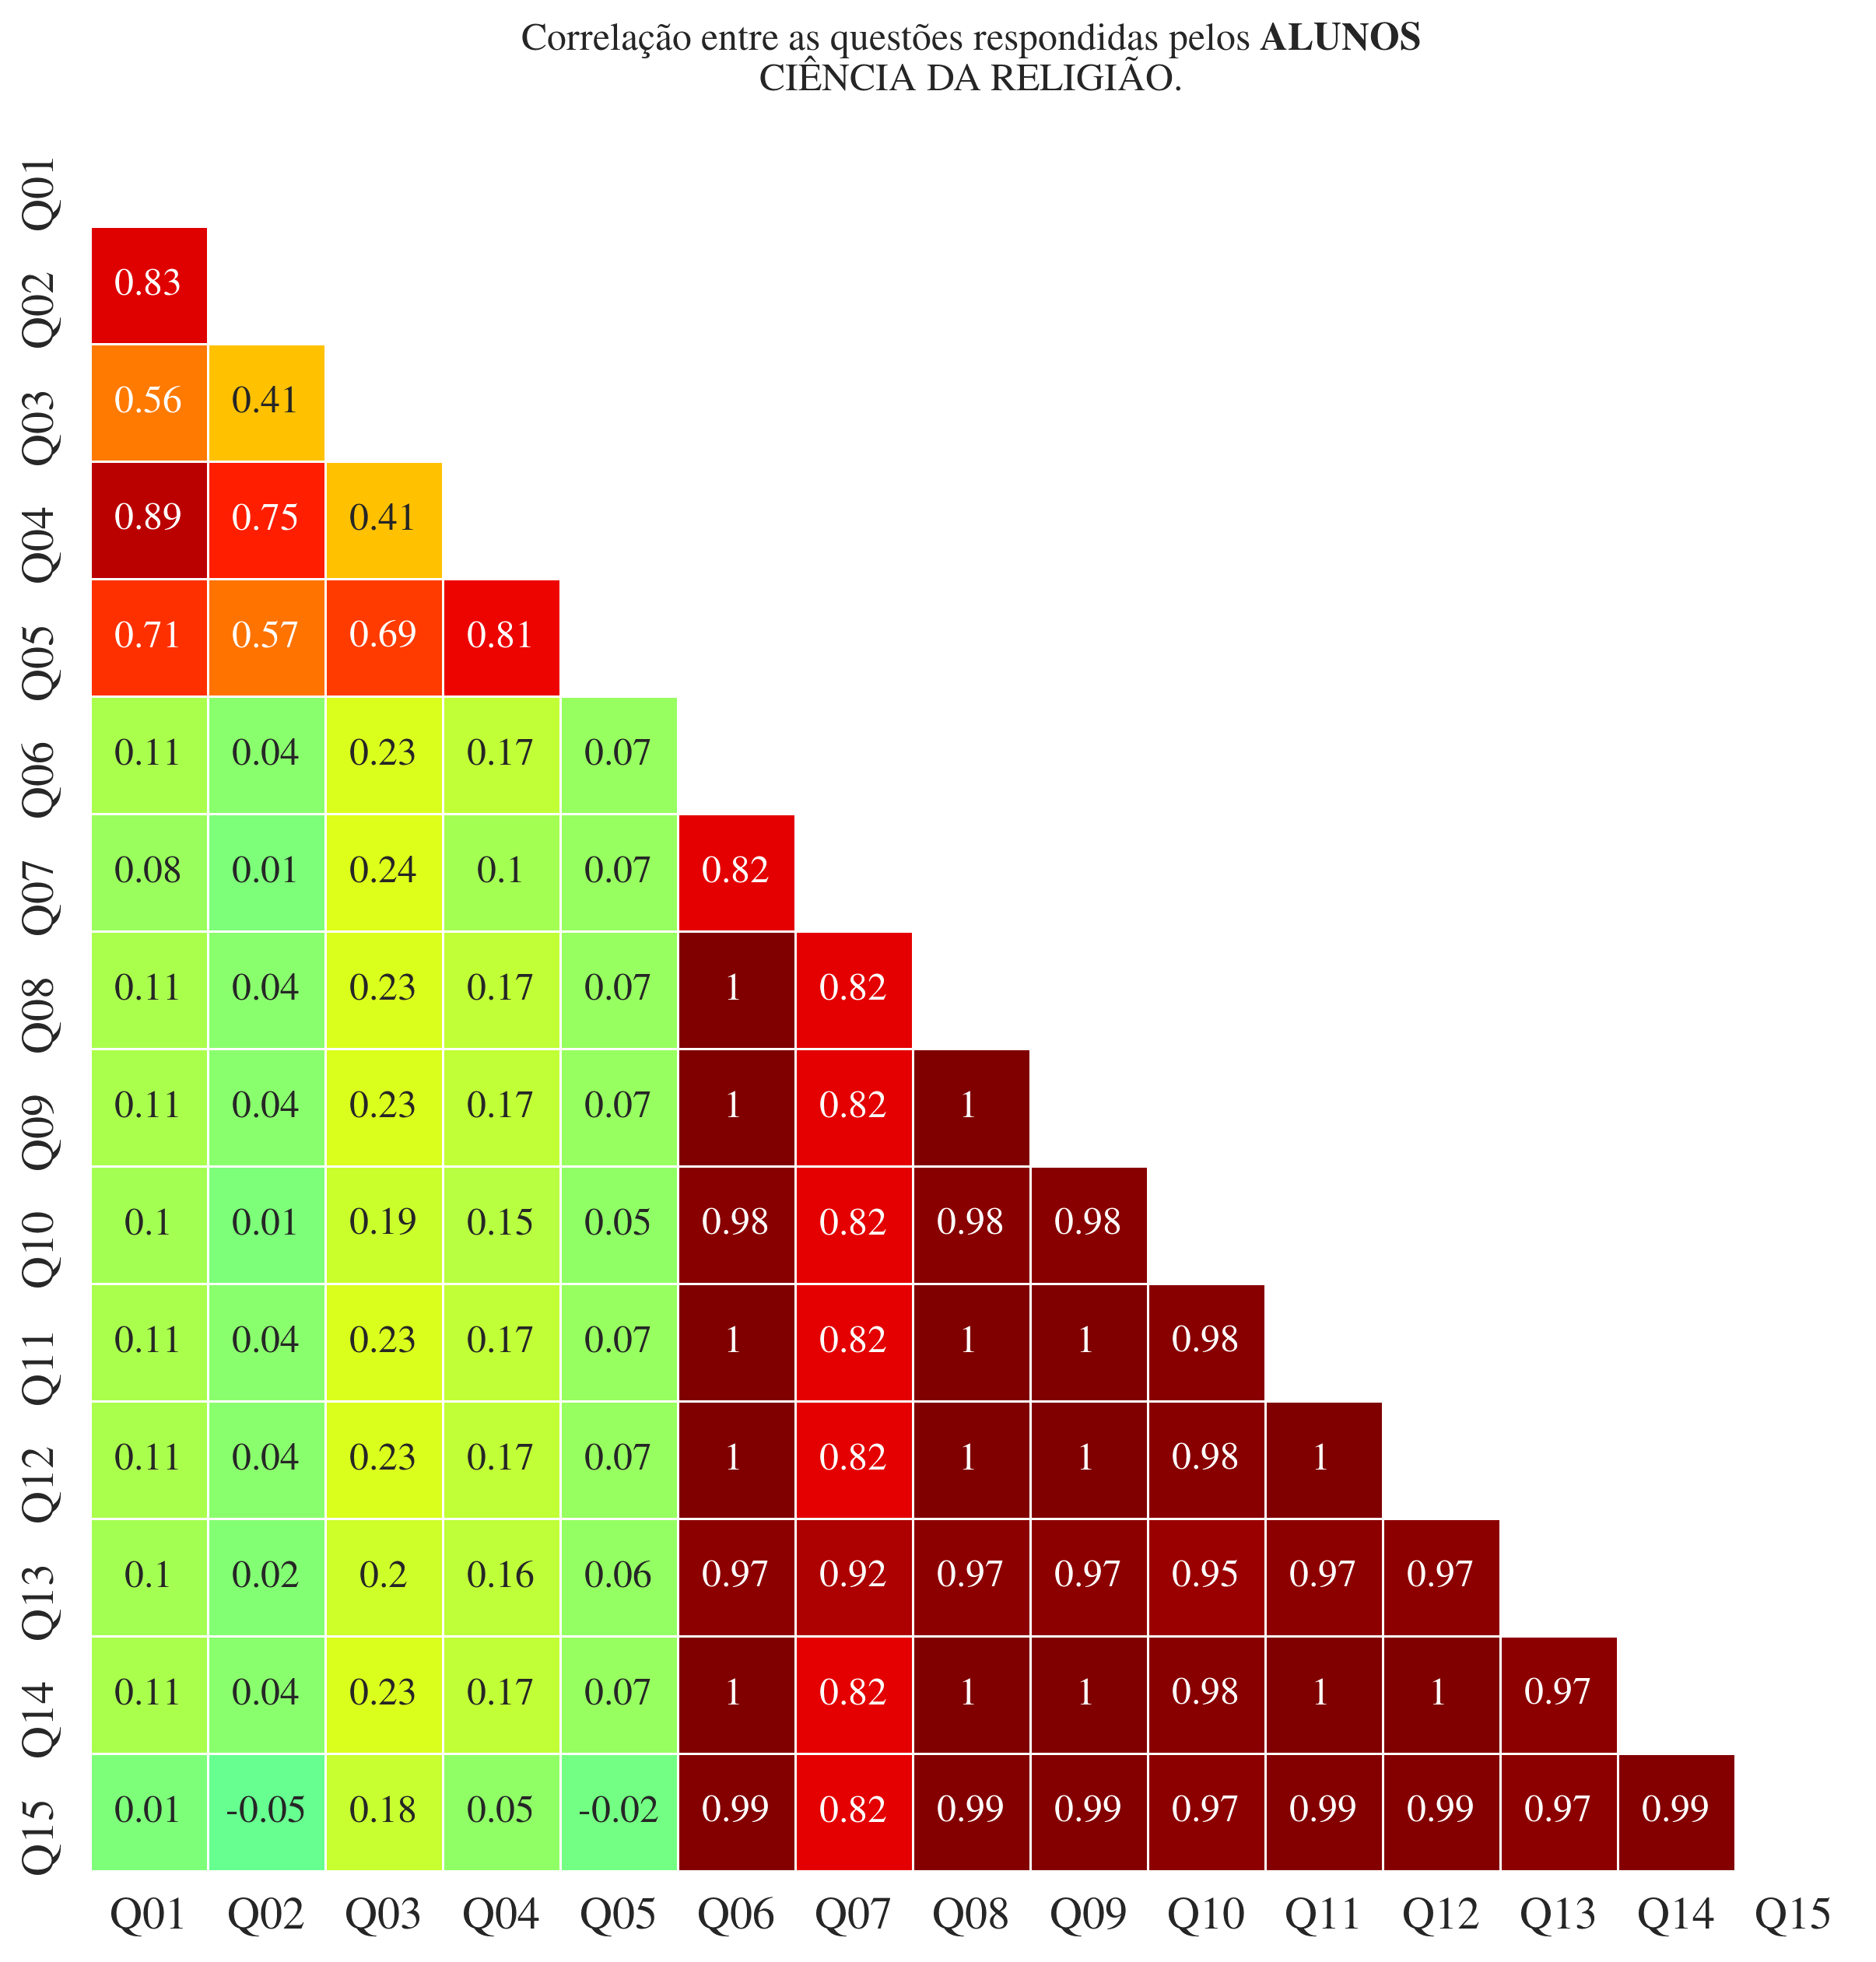 Correlação entre as questões respondidas pelos ALUNOS
CIÊNCIA DA RELIGIÃO.
Q01
Q02 0.83
Q03 0.56 0.41
Q04 0.89 0.75 0.41
Q05 0.71 0.57 0.69 0.81
Q06 0.11 0.04 0.23 0.17 0.07
Q07 0.08 0.01 0.24 0.1 0.07 0.82
Q08 0.11 0.04 0.23 0.17 0.07 1 0.82
Q09 0.11 0.04 0.23 0.17 0.07 1 0.82 1
Q10 0.1 0.01 0.19 0.15 0.05 0.98 0.82 0.98 0.98
Q11 0.11 0.04 0.23 0.17 0.07 1 0.82 1 1 0.98
Q12 0.11 0.04 0.23 0.17 0.07 1 0.82 1 1 0.98 1
Q13 0.1 0.02 0.2 0.16 0.06 0.97 0.92 0.97 0.97 0.95 0.97 0.97
Q14 0.11 0.04 0.23 0.17 0.07 1 0.82 1 1 0.98 1 1 0.97
Q15 0.01 -0.05 0.18 0.05 -0.02 0.99 0.82 0.99 0.99 0.97 0.99 0.99 0.97 0.99
Q01 Q02 Q03 Q04 Q05 Q06 Q07 Q08 Q09 Q10 Q11 Q12 Q13 Q14 Q15